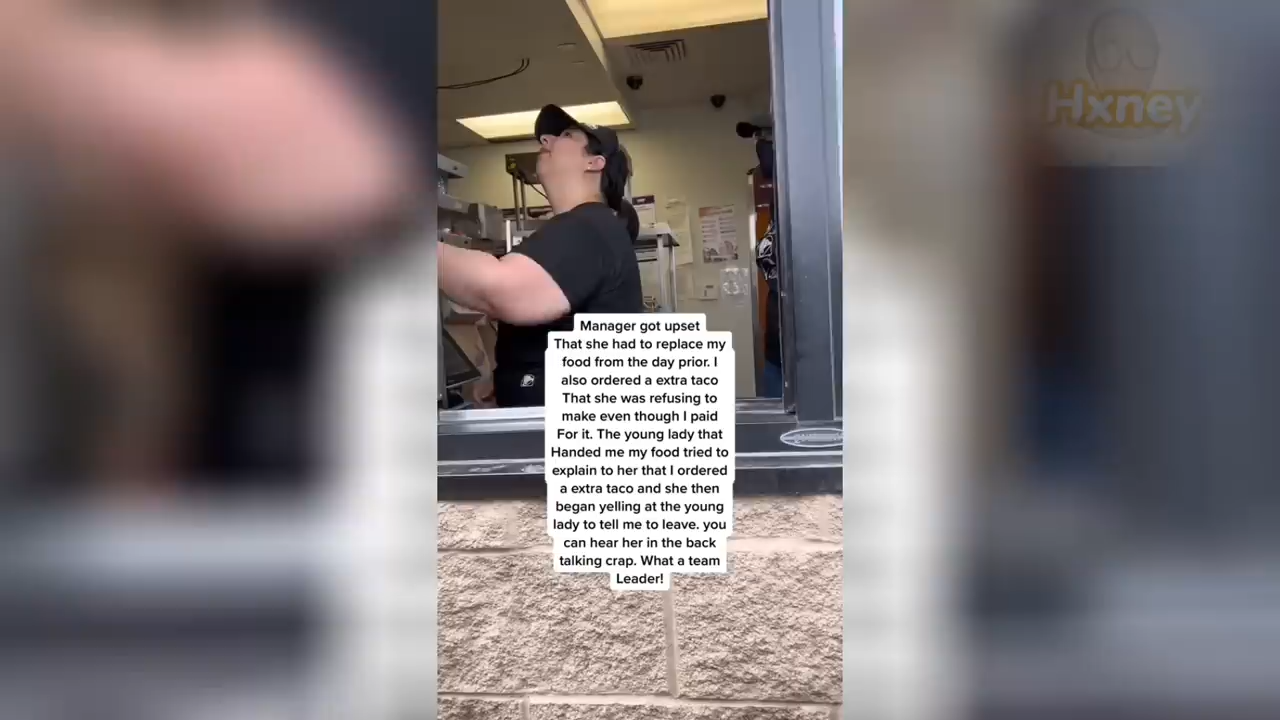 Hxney
Manager got upset
That she had to replace my
food from the day prior. I
also ordered a extra taco
That she was refusing to
make even though I paid
For it. The young lady that
Handed me my food tried to
explain to her that I ordered
a extra taco and she then
began yelling at the young
lady to tell me to leave. you
can hear her in the back
talking crap. What a team
Leader!